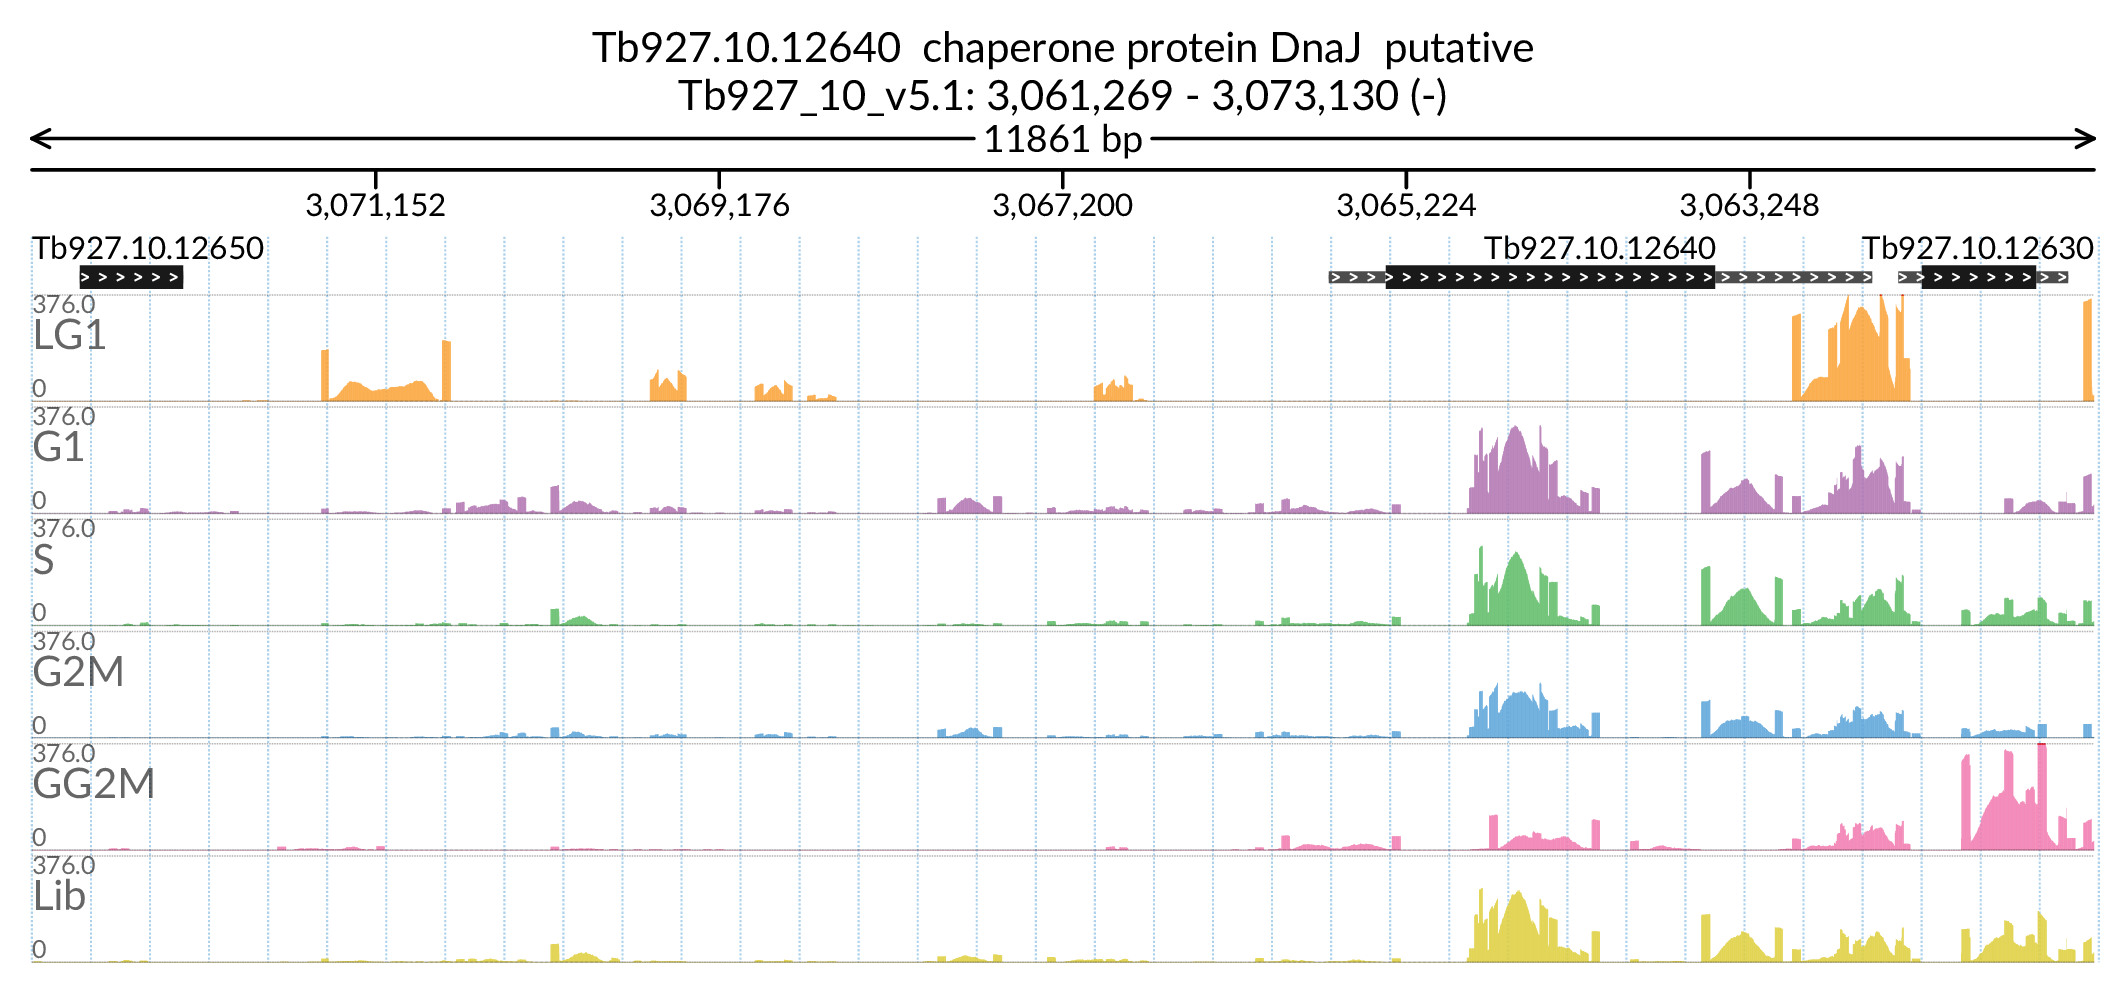 Tb927.10.12640 chaperone protein DnaJ putative
Tb927_10_v5.1: 3,061,269 - 3,073,130 (-)
11861 bp
3,071,152 3,069,176 3,067,200 3,065,224 3,063,248
Tb927.10.12650 Tb927.10.12640 Tb927.10.12630
376.0
LG1
0
376.0
G1
0
376.0
S
0
376.0
G2M
0
376.0
GG2M
0
376.0
Lib
0